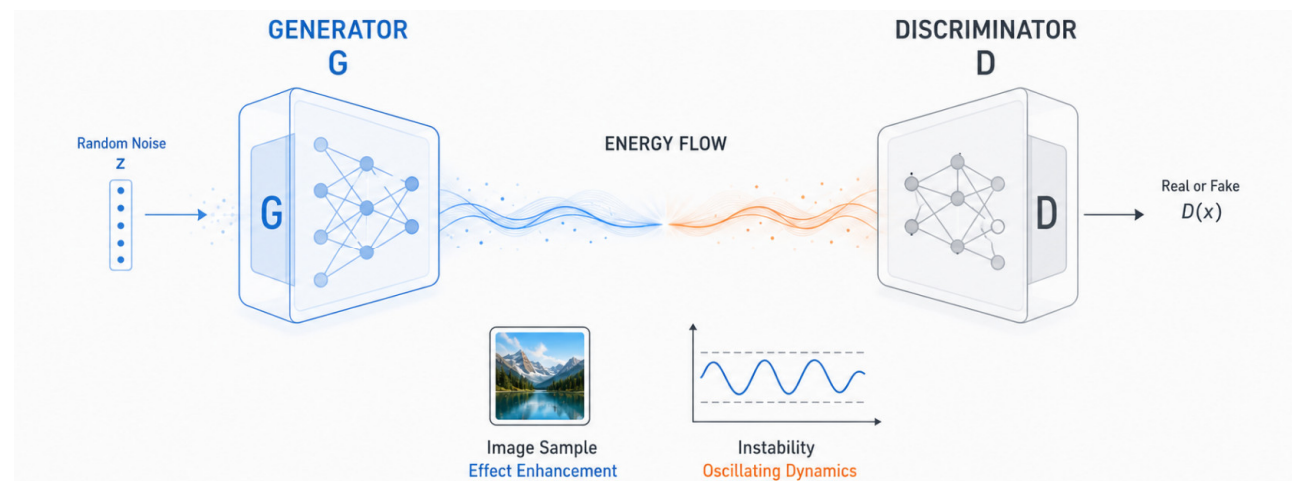 GENERATOR
G
DISCRIMINATOR
D
Random Noise
z
G
ENERGY FLOW
D
Real or Fake
D(x)
Image Sample
Effect Enhancement
Instability
Oscillating Dynamics